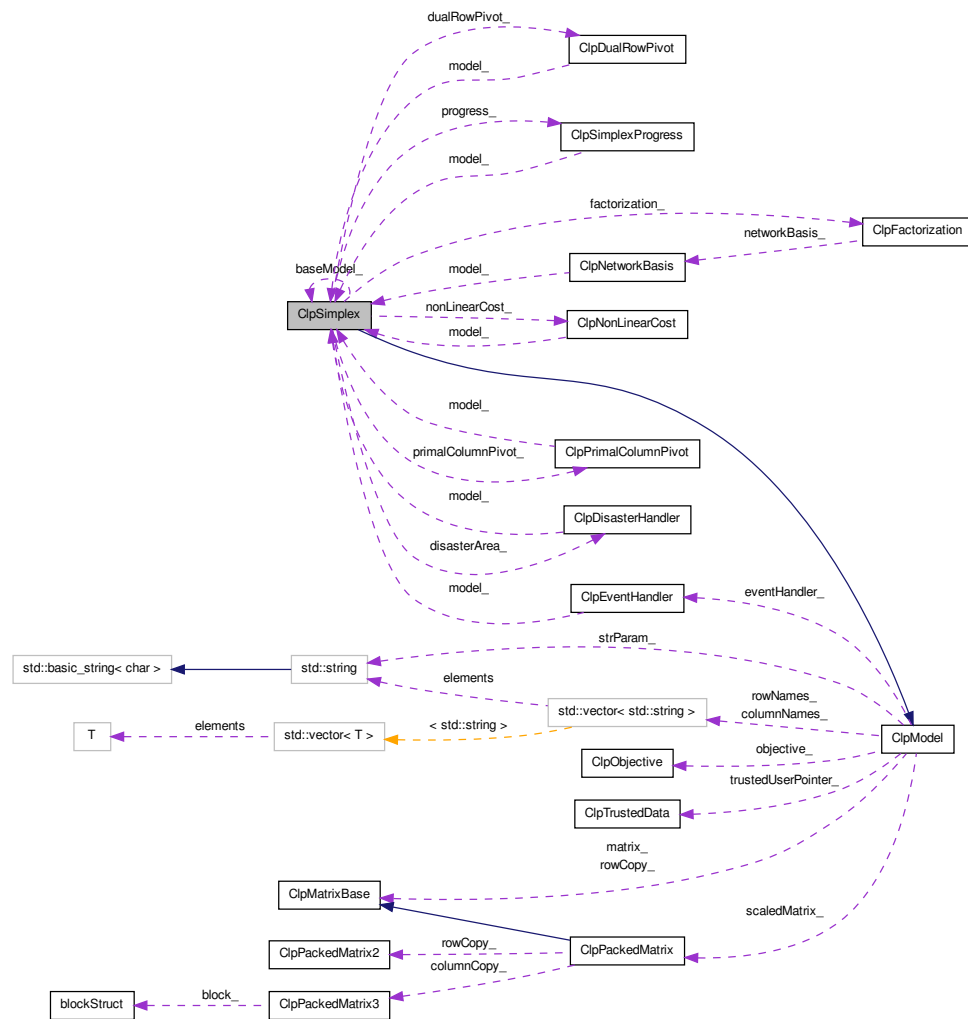 dualRowPivot_
ClpDualRowPivot
model_
progress_
ClpSimplexProgress
model_
factorization_
ClpFactorization
networkBasis_
ClpNetworkBasis
model_
baseModel_
ClpSimplex
nonLinearCost_
ClpNonLinearCost
model_
model_
ClpPrimalColumnPivot
primalColumnPivot_
model_
ClpDisasterHandler
disasterArea_
model_
ClpEventHandler
eventHandler_
strParam_
std::basic_string< char >
std::string
elements
std::vector< std::string >
rowNames_
columnNames_
T
elements
std::vector< T >
< std::string >
ClpModel
ClpObjective
objective_
trustedUserPointer_
ClpTrustedData
matrix_
rowCopy_
ClpMatrixBase
scaledMatrix_
ClpPackedMatrix
ClpPackedMatrix2
rowCopy_
columnCopy_
blockStruct
block_
ClpPackedMatrix3